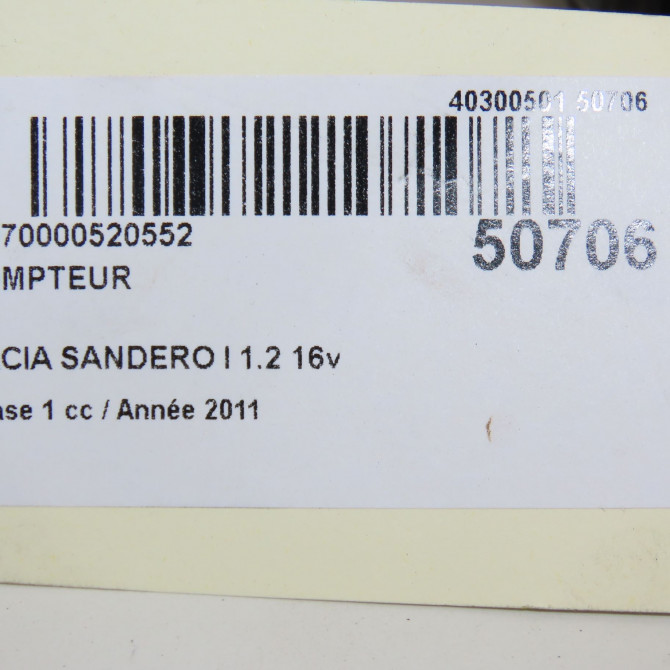 40300501 50706
70000520552
50706
MPTEUR
CIA SANDERO I 1.2 16v
ase 1 cc / Année 2011